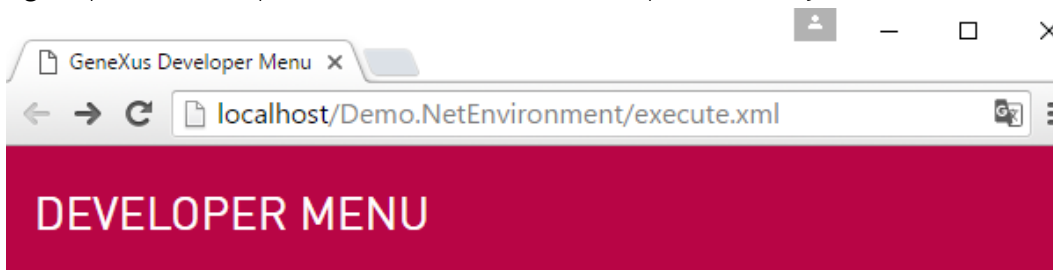 GeneXus Developer Menu
localhost/Demo.NetEnvironment/execute.xml
DEVELOPER MENU